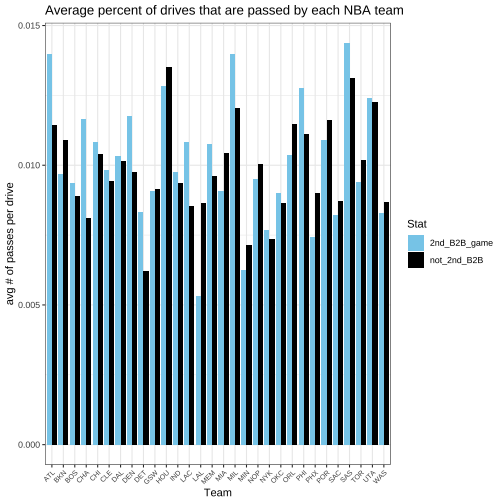 Average percent of drives that are passed by each NBA team
avg # of passes per drive
0.015
0.010
0.005
0.000
ATL BKN BOS CHA CHI CLE DAL DEN DET GSW HOU IND LAC LAL MEM MIA MIL MIN NOP NYK OKC ORL PHI PHX POR SAC SAS TOR UTA WAS
Team
Stat
2nd_B2B_game
not_2nd_B2B